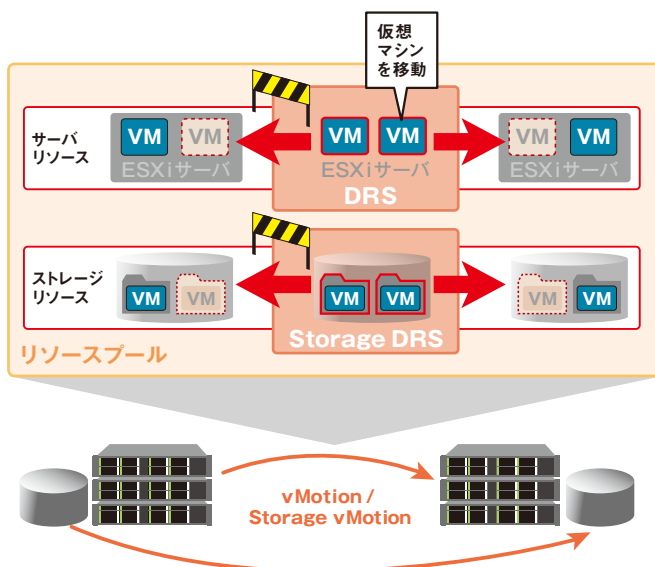 仮想
マシン
を移動
サーバ
リソース
VM
VM
ESXiサーバ
VM
VM
ESXiサーバ
DRS
VM
VM
ESXiサーバ
ストレージ
リソース
VM
VM
VM
VM
Storage DRS
VM
VM
リソースプール
vMotion /
Storage vMotion